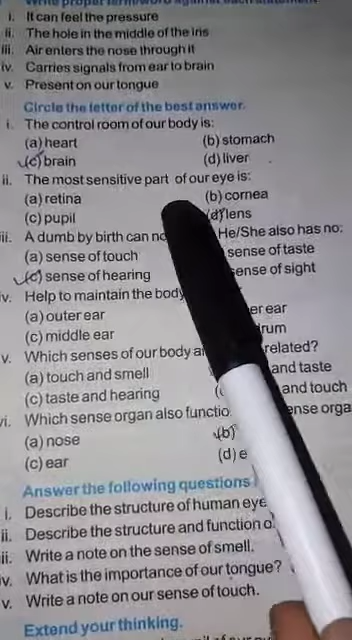 Write proper term/word against each statement
i. It can feel the pressure
ii. The hole in the middle of the iris
iii. Air enters the nose through it
iv. Carries signals from ear to brain
v. Present on our tongue
Circle the letter of the best answer.
i. The control room of our body is:
(a) heart (b) stomach
(c) brain (d) liver
ii. The most sensitive part of our eye is:
(a) retina (b) cornea
(c) pupil (d) lens
iii. A dumb by birth can He/She also has no:
(a) sense of touch sense of taste
(c) sense of hearing sense of sight
iv. Help to maintain the body
(a) outer ear ear
(c) middle ear
v. Which senses of our body related?
(a) touch and smell and taste
(c) taste and hearing and touch
vi. Which sense organ also
(a) nose (b)
(c) ear (d)
Answer the following questions
i. Describe the structure of human eye
ii. Describe the structure and function
iii. Write a note on the sense of smell.
iv. What is the importance of our tongue?
v. Write a note on our sense of touch.
Extend your thinking.